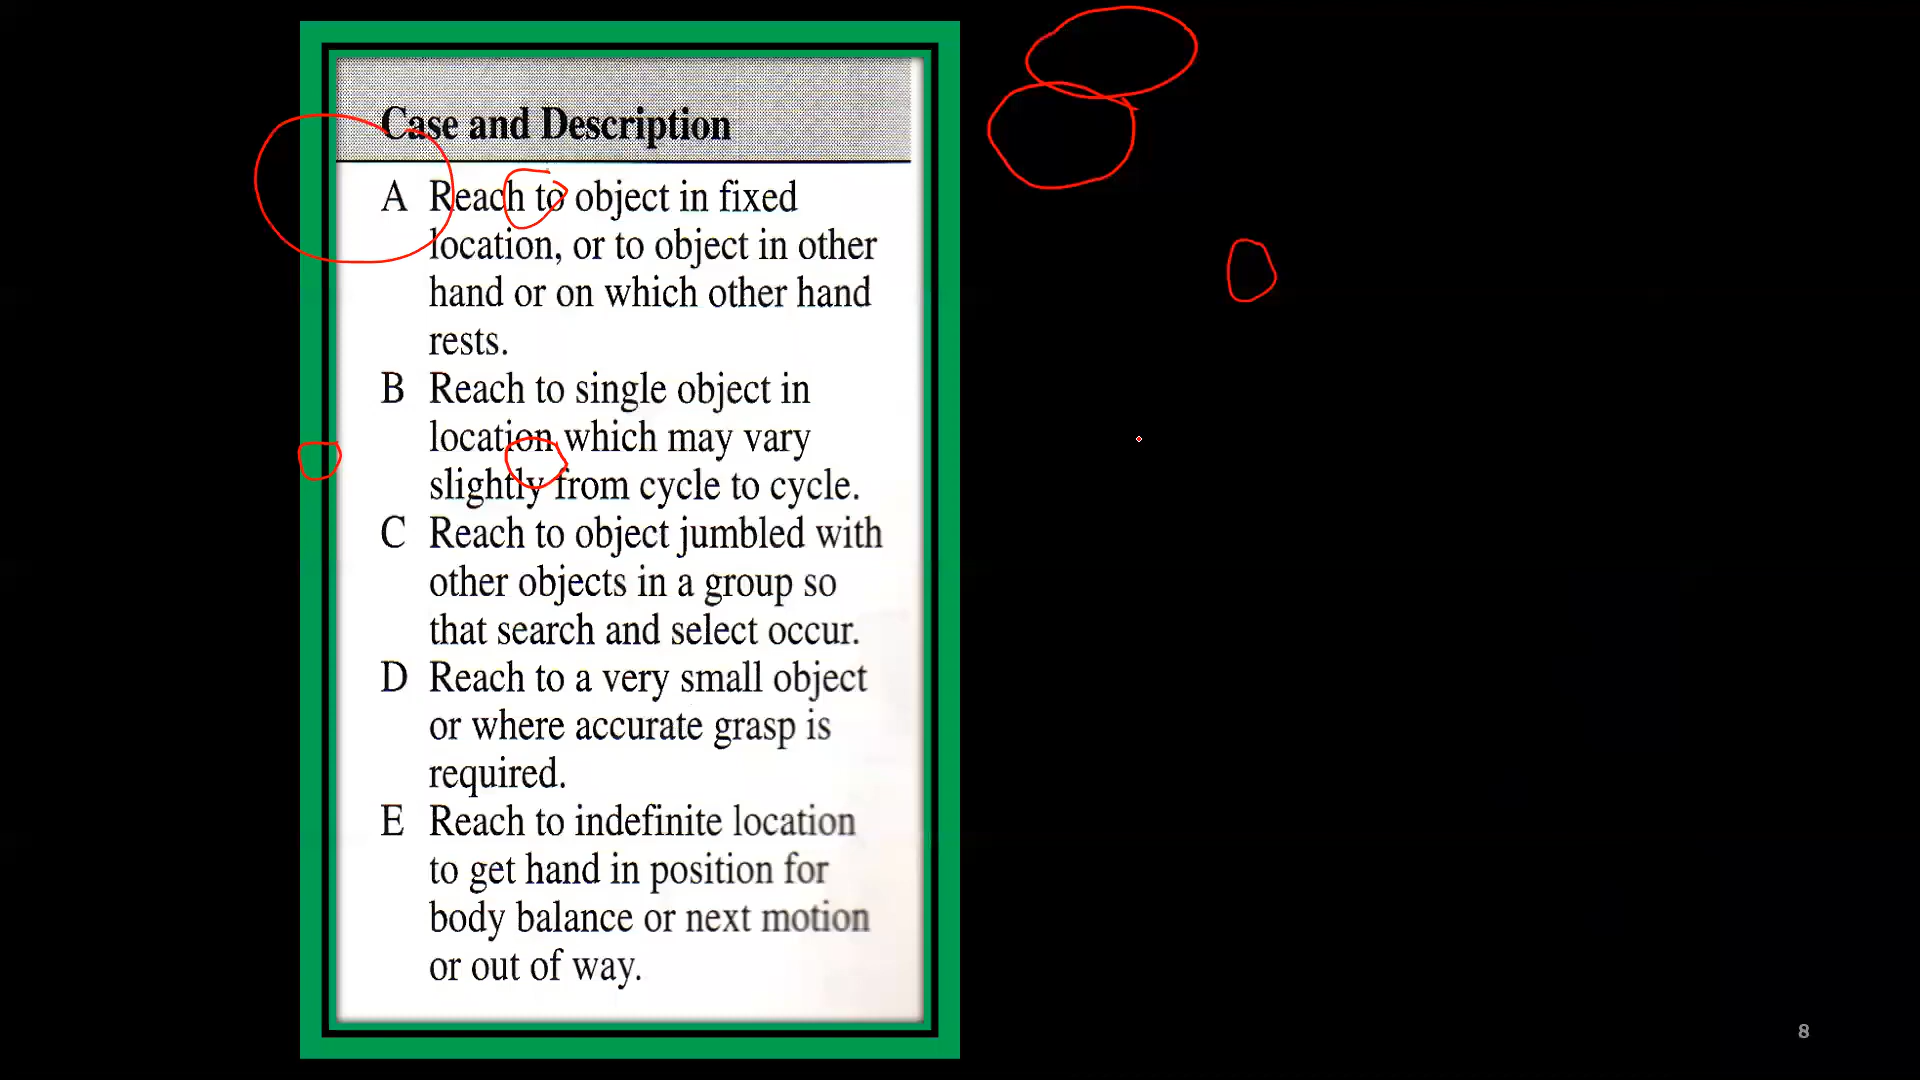 Case and Description
A Reach to object in fixed
location, or to object in other
hand or on which other hand
rests.
B Reach to single object in
location which may vary
slightly from cycle to cycle.
C Reach to object jumbled with
other objects in a group so
that search and select occur.
D Reach to a very small object
or where accurate grasp is
required.
E Reach to indefinite location
to get hand in position for
body balance or next motion
or out of way.
8